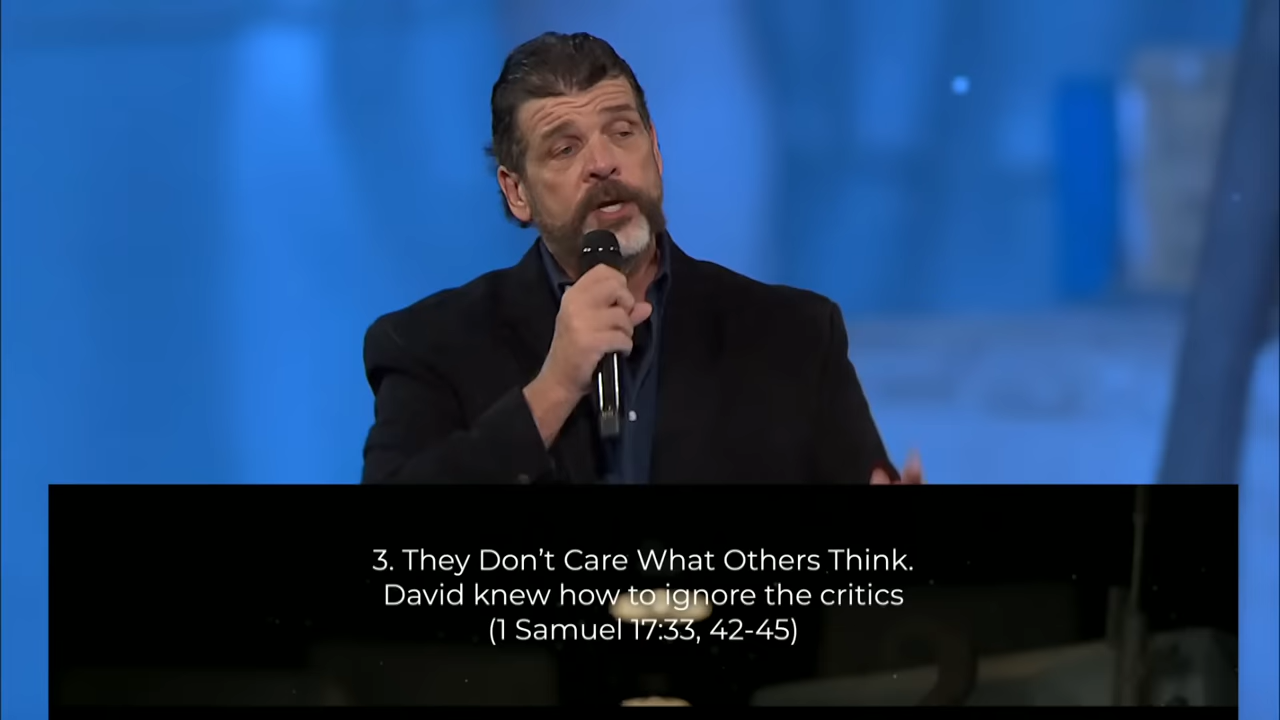 3. They Don’t Care What Others Think.
David knew how to ignore the critics
(1 Samuel 17:33, 42-45)